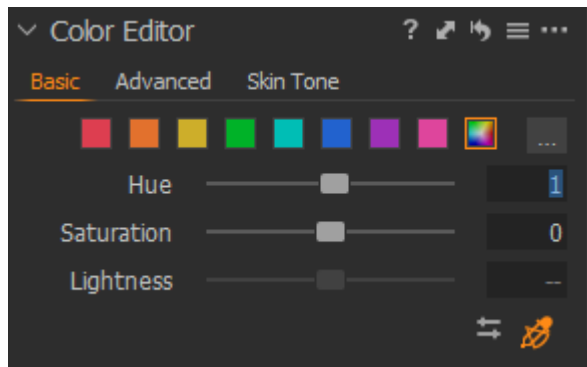 Color Editor ? ...
Basic Advanced Skin Tone
...
Hue 1
Saturation 0
Lightness --